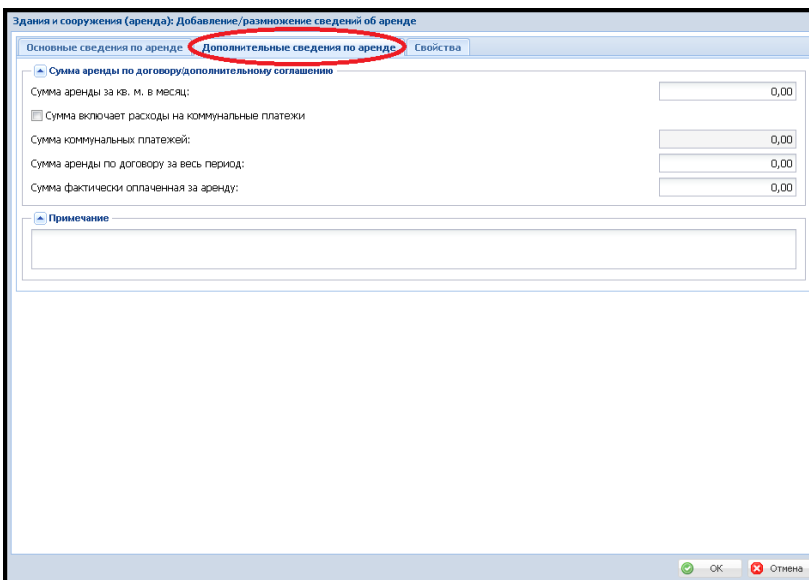 Здания и сооружения (аренда): Добавление/размножение сведений об аренде
Основные сведения по аренде Дополнительные сведения по аренде Свойства
Сумма аренды по договору/дополнительному соглашению
Сумма аренды за кв. м. в месяц: 0,00
Сумма включает расходы на коммунальные платежи
Сумма коммунальных платежей: 0,00
Сумма аренды по договору за весь период: 0,00
Сумма фактически оплаченная за аренду: 0,00
Примечание
ОК Отмена